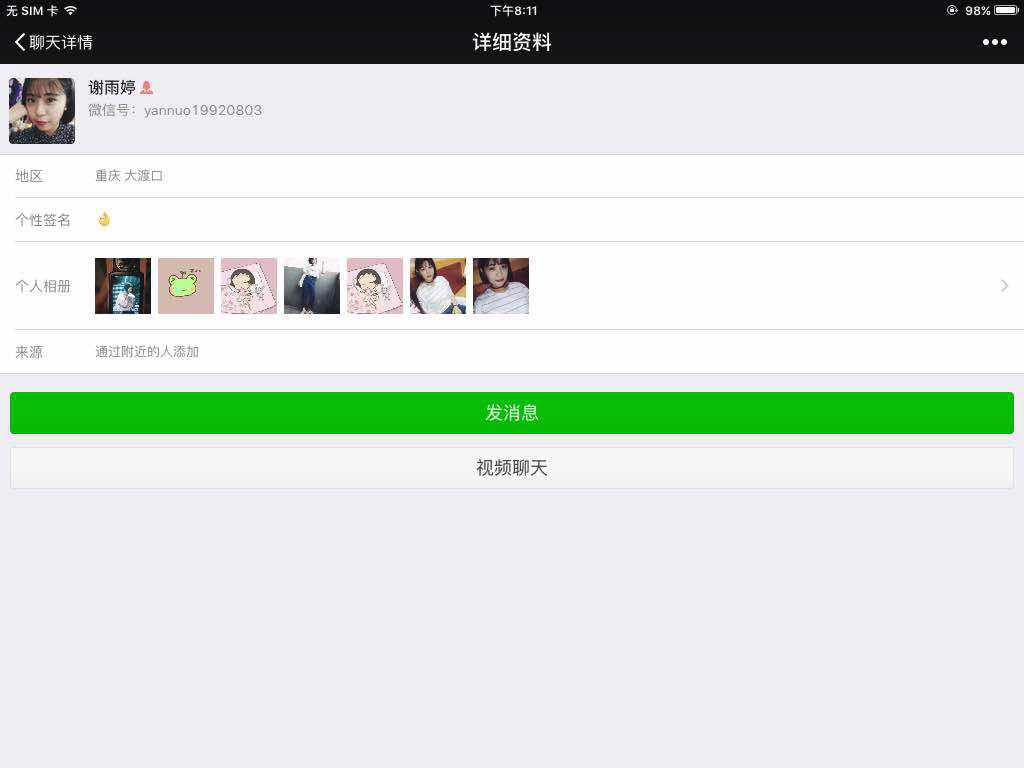 无 SIM 卡
下午8:11
98%
聊天详情
详细资料
谢雨婷
微信号：yannuo19920803
地区
重庆 大渡口
个性签名
👌
个人相册
来源
通过附近的人添加
发消息
视频聊天